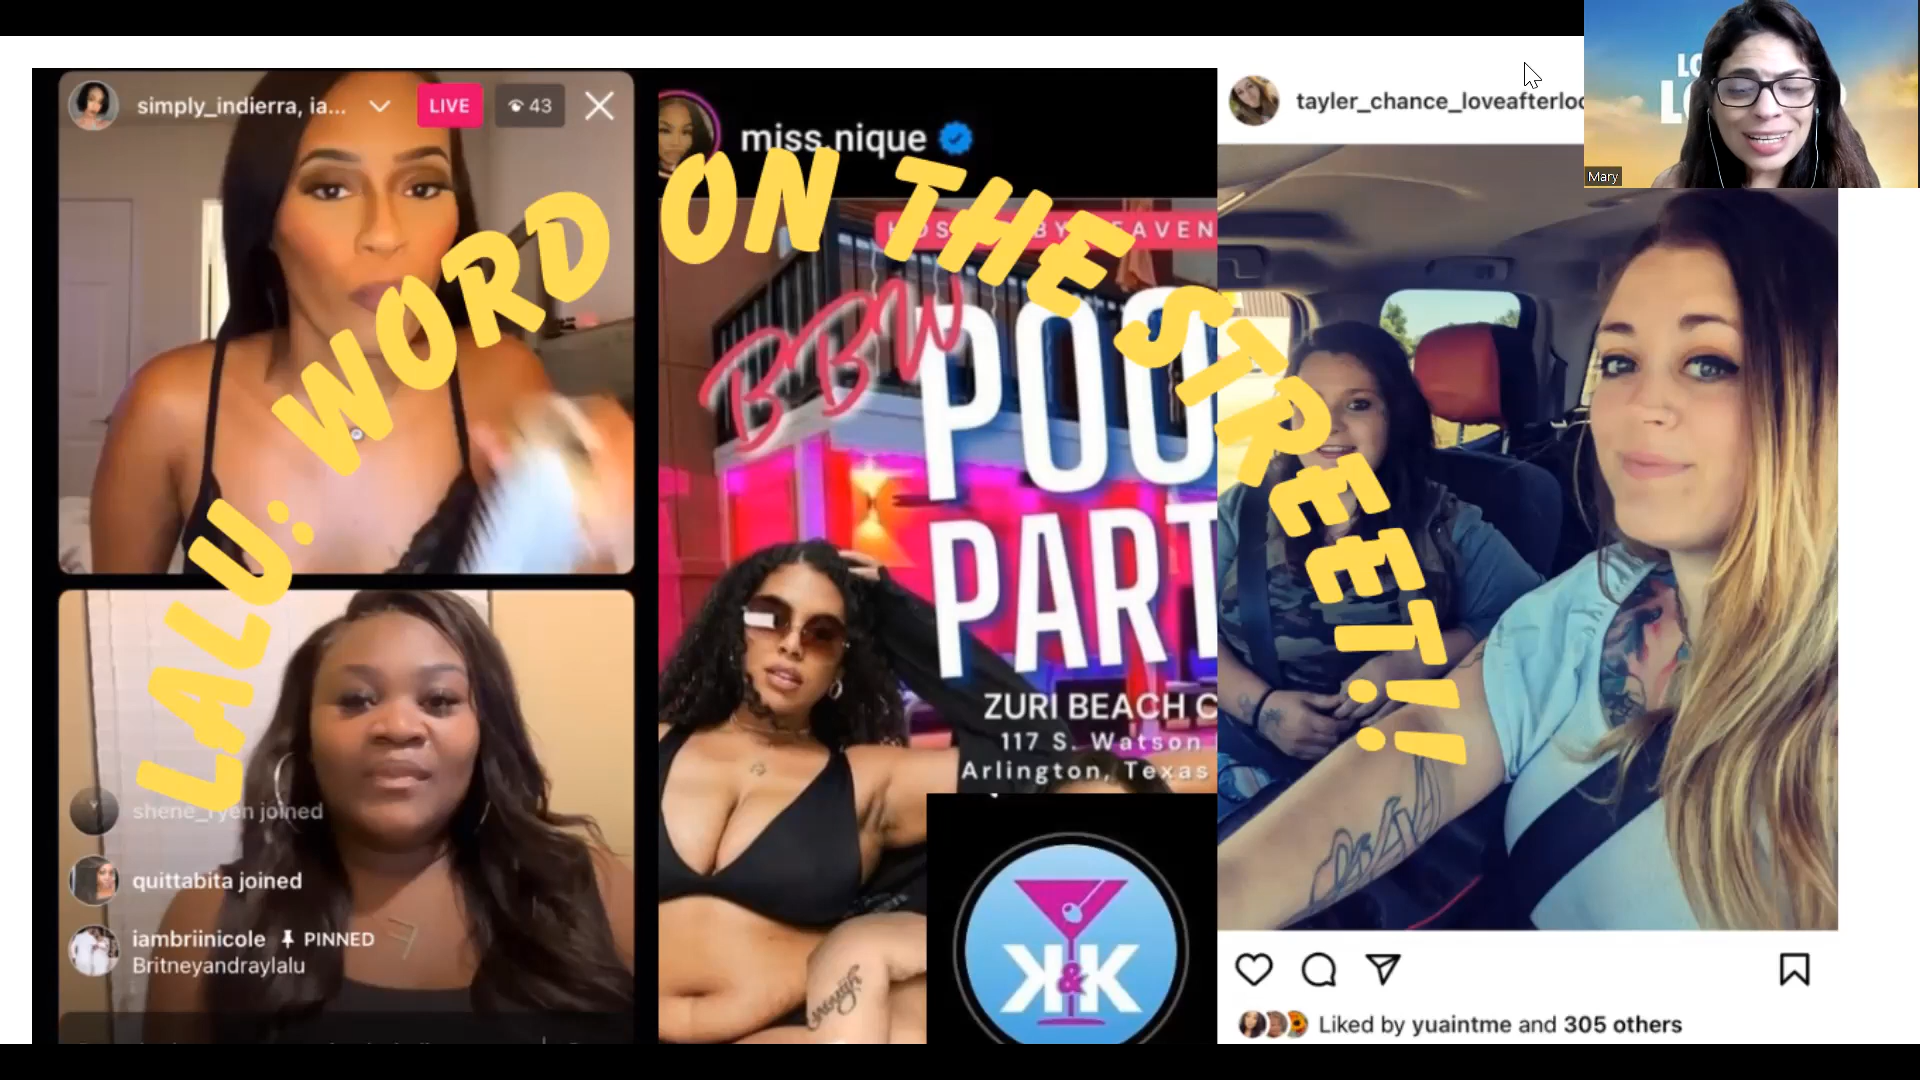 simply_indierra, ia...
LIVE
43
shene_ryen joined
quittabita joined
iambriinicole PINNED
Britneyandraylalu
LALU: WORD ON THE STREET!!
miss.nique
BBW
POO
PART
ZURI BEACH C
117 S. Watson
Arlington, Texas
K&K
tayler_chance_loveafterloc
Liked by yuaintme and 305 others
Mary